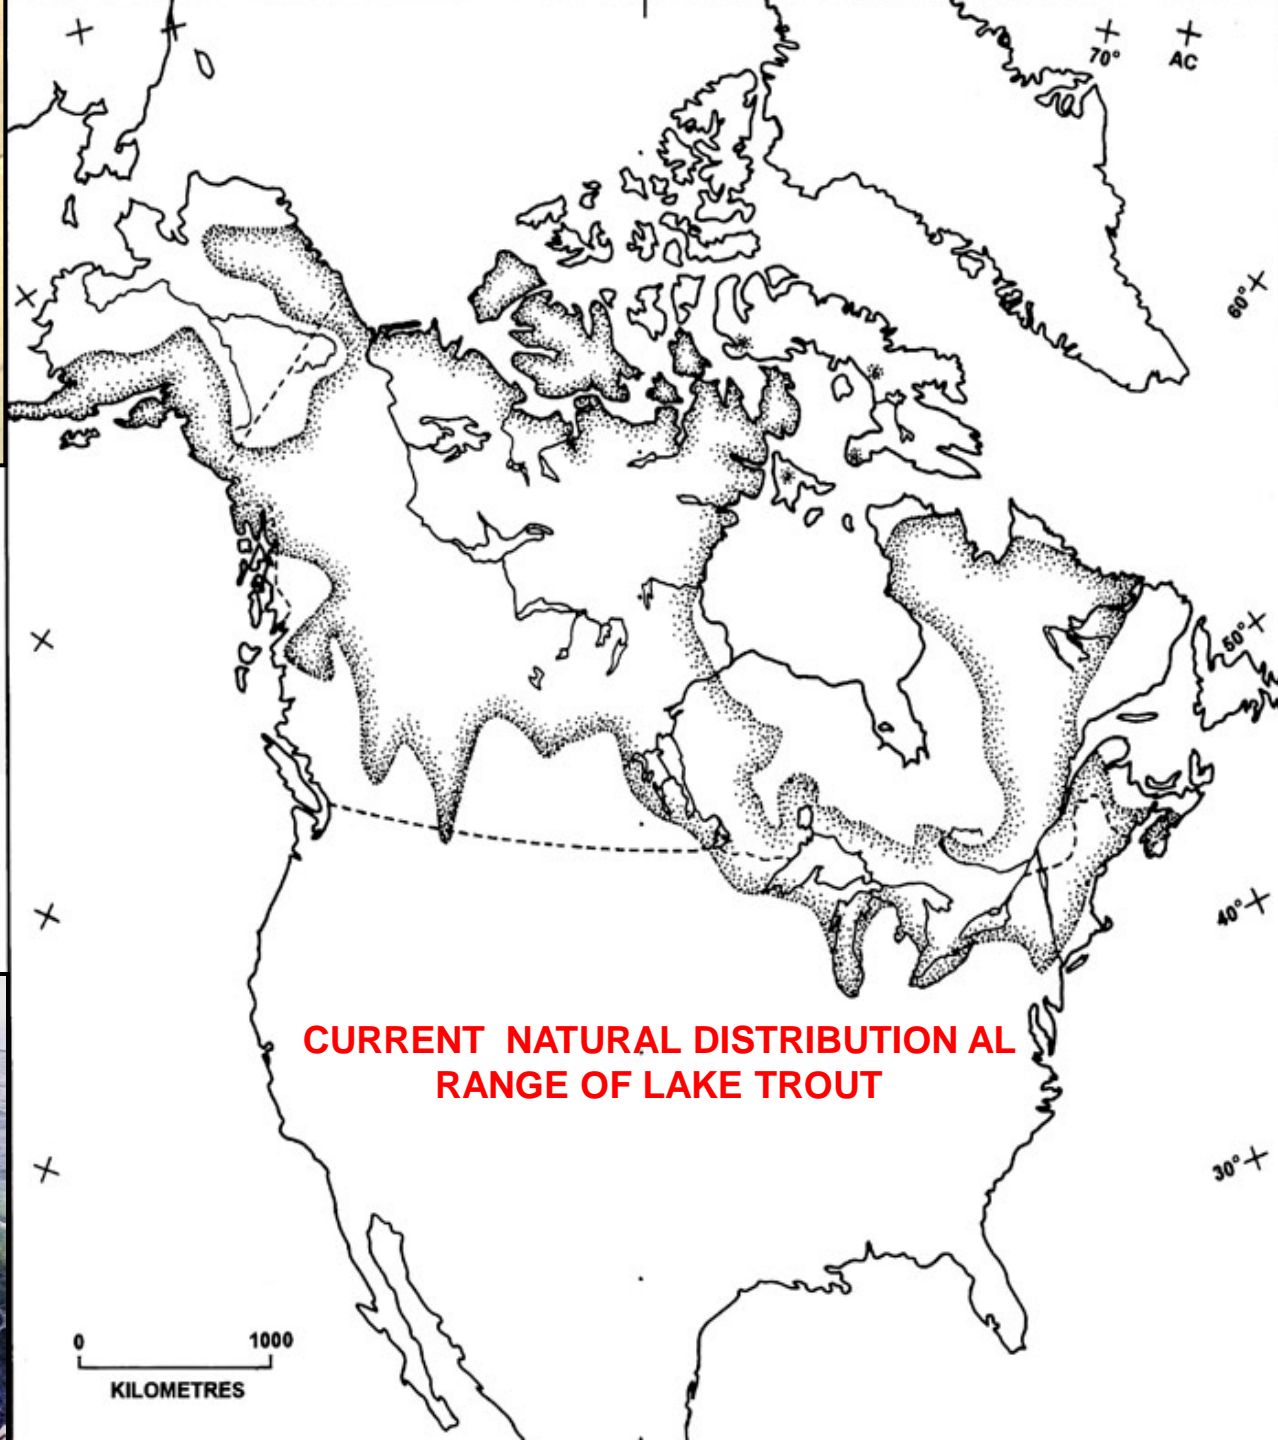 70°
AC
60°
50°
40°
CURRENT NATURAL DISTRIBUTION AL
RANGE OF LAKE TROUT
30°
0 1000
KILOMETRES